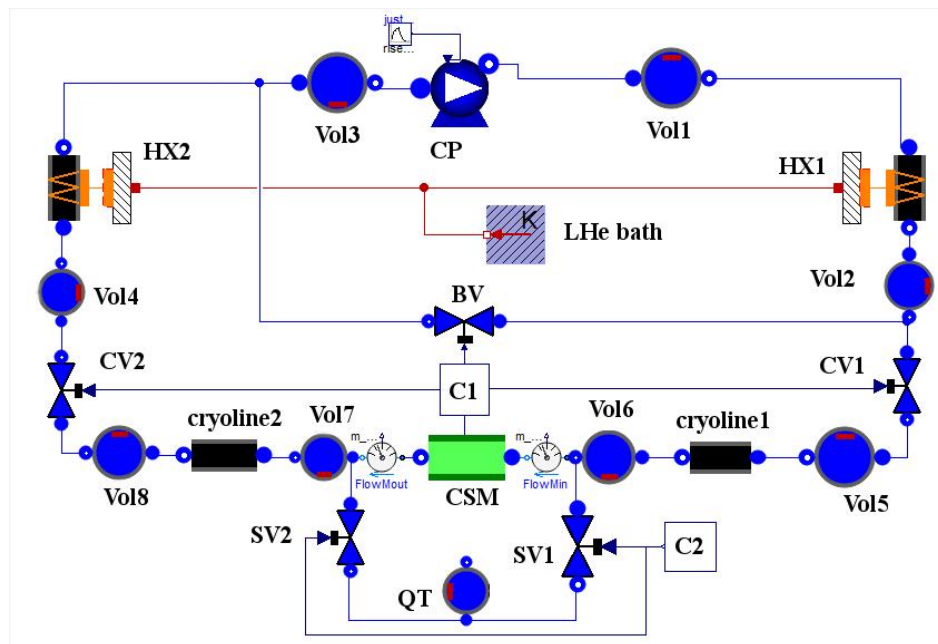 just...
rise...
Vol3
CP
Vol1
HX2
HX1
K
LHe bath
Vol4
BV
Vol2
CV2
C1
CV1
cryoline2
Vol7
Vol6
cryoline1
m_...
m_...
FlowMout
FlowMin
Vol8
CSM
Vol5
SV2
SV1
C2
QT